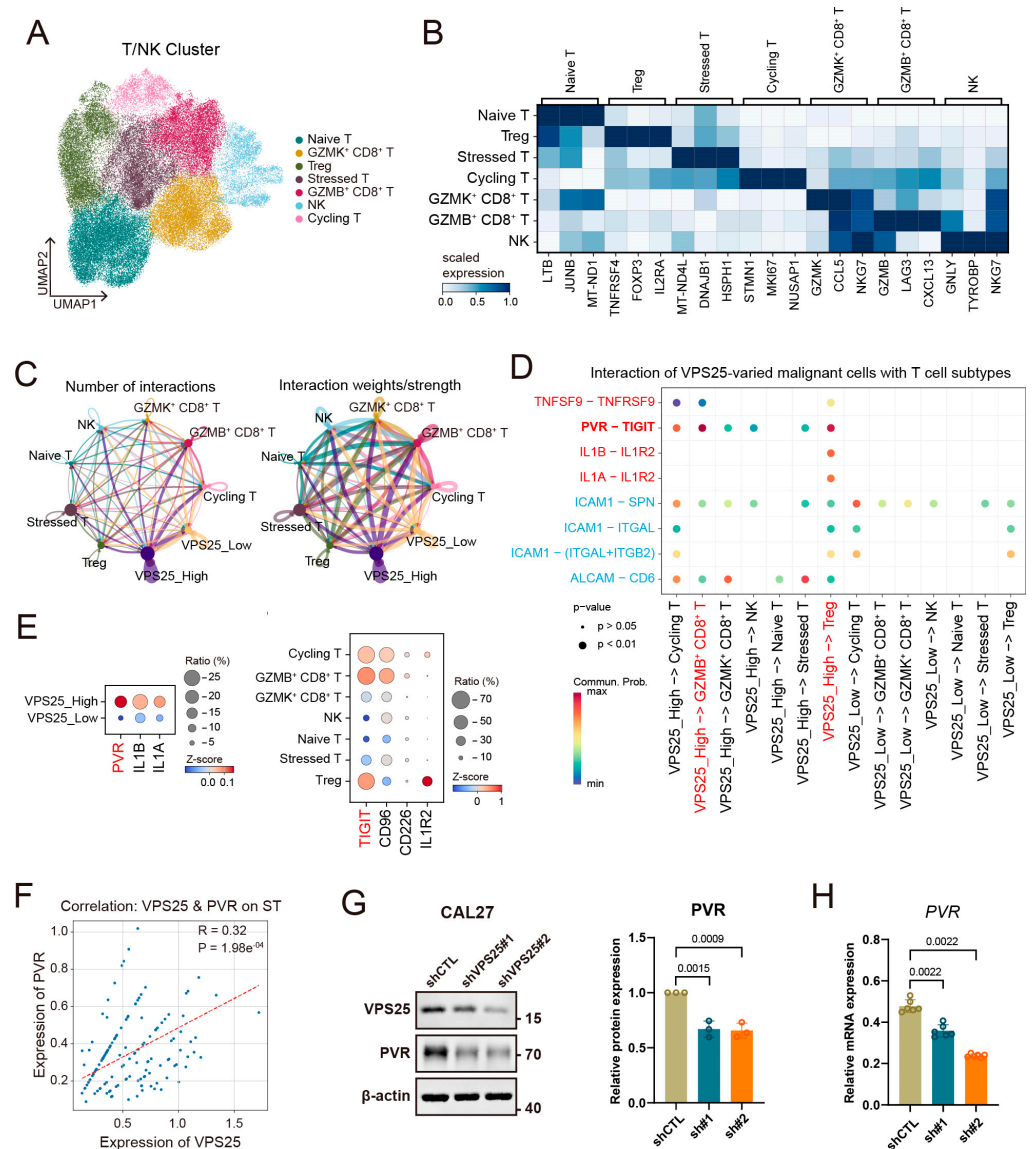 A
T/NK Cluster
Naive T
GZMK⁺ CD8⁺ T
Treg
Stressed T
GZMB⁺ CD8⁺ T
NK
Cycling T
UMAP2
UMAP1
B
Naive T
Treg
Stressed T
Cycling T
GZMK⁺ CD8⁺ T
GZMB⁺ CD8⁺ T
NK
Naive T
Treg
Stressed T
Cycling T
GZMK⁺ CD8⁺ T
GZMB⁺ CD8⁺ T
NK
scaled
expression
0.0 1.0
LTB
JUNB
MT-ND1
TNFRSF4
FOXP3
IL2RA
MT-ND4L
DNAJB1
HSPH1
STMN1
MKI67
NUSAP1
GZMK
CCL5
NKG7
GZMB
LAG3
CXCL13
GNLY
TYROBP
NKG7
C
Number of interactions
GZMK⁺ CD8⁺ T
NK
GZMB⁺ CD8⁺ T
Naive T
Cycling T
Stressed T
VPS25_Low
Treg
VPS25_High
Interaction weights/strength
GZMK⁺ CD8⁺ T
NK
GZMB⁺ CD8⁺ T
Naive T
Cycling T
Stressed T
VPS25_Low
Treg
VPS25_High
D
Interaction of VPS25-varied malignant cells with T cell subtypes
TNFSF9 − TNFRSF9
PVR − TIGIT
IL1B − IL1R2
IL1A − IL1R2
ICAM1 − SPN
ICAM1 − ITGAL
ICAM1 − (ITGAL+ITGB2)
ALCAM − CD6
p-value
p > 0.05
p < 0.01
Commun. Prob.
max
min
VPS25_High −> Cycling T
VPS25_High −> GZMB⁺ CD8⁺ T
VPS25_High −> GZMK⁺ CD8⁺ T
VPS25_High −> NK
VPS25_High −> Naive T
VPS25_High −> Stressed T
VPS25_High −> Treg
VPS25_Low −> Cycling T
VPS25_Low −> GZMB⁺ CD8⁺ T
VPS25_Low −> GZMK⁺ CD8⁺ T
VPS25_Low −> NK
VPS25_Low −> Naive T
VPS25_Low −> Stressed T
VPS25_Low −> Treg
E
VPS25_High
VPS25_Low
PVR
IL1B
IL1A
Ratio (%)
25
20
15
10
5
Z-score
0.0 0.1
Cycling T
GZMB⁺ CD8⁺ T
GZMK⁺ CD8⁺ T
NK
Naive T
Stressed T
Treg
TIGIT
CD96
CD226
IL1R2
Ratio (%)
70
50
30
10
Z-score
0 1
F
Correlation: VPS25 & PVR on ST
R = 0.32
P = 1.98e⁻⁰⁴
Expression of PVR
1.0
0.8
0.6
0.4
0.2
0.5 1.0 1.5
Expression of VPS25
G
CAL27
shCTL
shVPS25#1
shVPS25#2
VPS25
15
PVR
70
β-actin
40
PVR
0.0009
0.0015
Relative protein expression
1.5
1.0
0.5
0.0
shCTL
sh#1
sh#2
H
PVR
0.0022
0.0022
Relative mRNA expression
0.8
0.6
0.4
0.2
0.0
shCTL
sh#1
sh#2